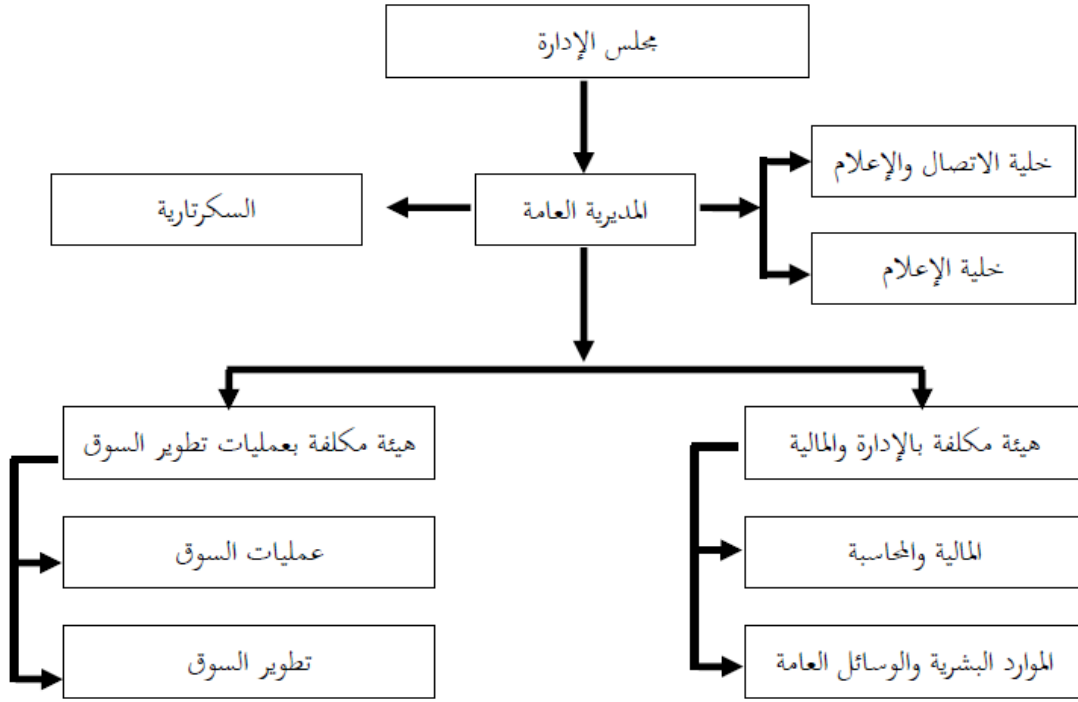 مجلس الإدارة
خلية الاتصال والإعلام
المديرية العامة
السكرتارية
خلية الإعلام
هيئة مكلفة بالإدارة والمالية
هيئة مكلفة بعمليات تطوير السوق
المالية والمحاسبة
عمليات السوق
الموارد البشرية والوسائل العامة
تطوير السوق